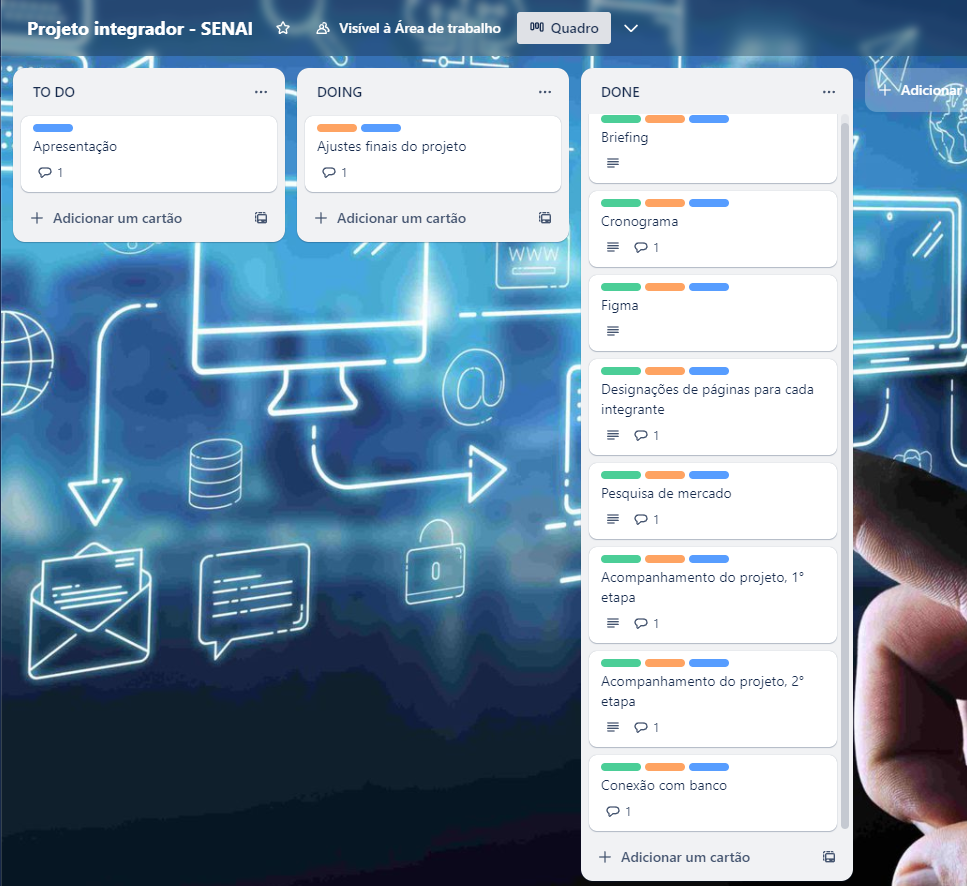 Projeto integrador - SENAI
Visível à Área de trabalho
Quadro
TO DO
Apresentação
1
Adicionar um cartão
DOING
Ajustes finais do projeto
1
Adicionar um cartão
DONE
Briefing
Cronograma
1
Figma
Designações de páginas para cada
integrante
1
Pesquisa de mercado
1
Acompanhamento do projeto, 1°
etapa
1
Acompanhamento do projeto, 2°
etapa
1
Conexão com banco
1
Adicionar um cartão
Adicionar
WWW
@